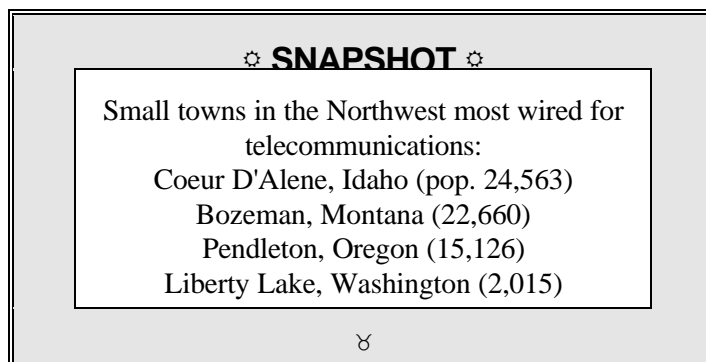 ☼ SNAPSHOT ☼
Small towns in the Northwest most wired for
telecommunications:
Coeur D'Alene, Idaho (pop. 24,563)
Bozeman, Montana (22,660)
Pendleton, Oregon (15,126)
Liberty Lake, Washington (2,015)
♉